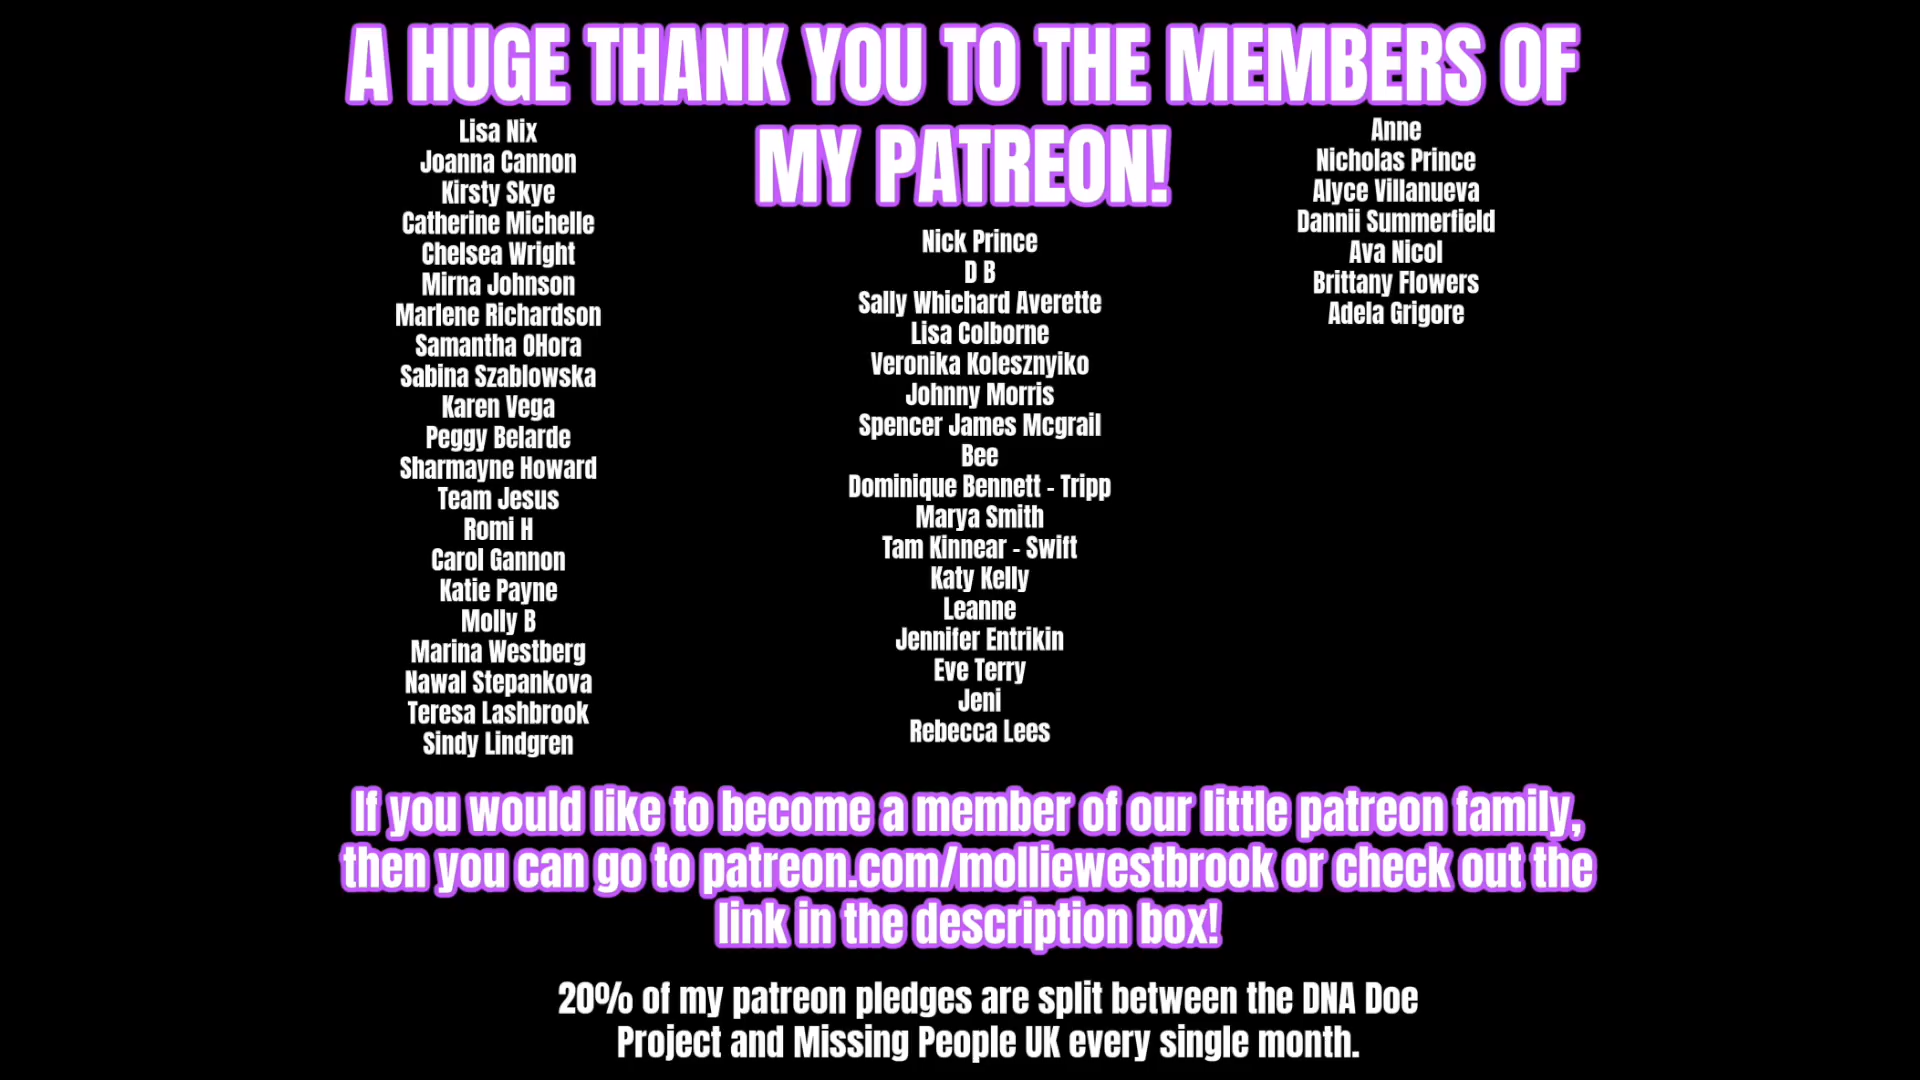 A HUGE THANK YOU TO THE MEMBERS OF
MY PATREON!
Lisa Nix
Joanna Cannon
Kirsty Skye
Catherine Michelle
Chelsea Wright
Mirna Johnson
Marlene Richardson
Samantha OHora
Sabina Szablowska
Karen Vega
Peggy Belarde
Sharmayne Howard
Team Jesus
Romi H
Carol Gannon
Katie Payne
Molly B
Marina Westberg
Nawal Stepankova
Teresa Lashbrook
Sindy Lindgren
Nick Prince
D B
Sally Whichard Averette
Lisa Colborne
Veronika Kolesznyiko
Johnny Morris
Spencer James Mcgrail
Bee
Dominique Bennett - Tripp
Marya Smith
Tam Kinnear - Swift
Katy Kelly
Leanne
Jennifer Entrikin
Eve Terry
Jeni
Rebecca Lees
Anne
Nicholas Prince
Alyce Villanueva
Dannii Summerfield
Ava Nicol
Brittany Flowers
Adela Grigore
If you would like to become a member of our little patreon family,
then you can go to patreon.com/molliewestbrook or check out the
link in the description box!
20% of my patreon pledges are split between the DNA Doe
Project and Missing People UK every single month.